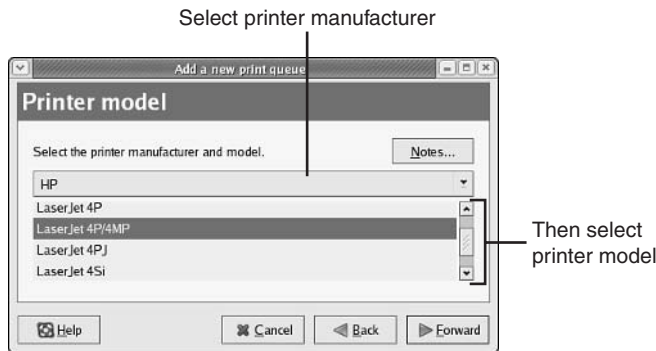 Select printer manufacturer
Add a new print queue
Printer model
Select the printer manufacturer and model.
Notes...
HP
LaserJet 4P
LaserJet 4P/4MP
LaserJet 4PJ
LaserJet 4Si
Then select
printer model
Help
Cancel
Back
Forward